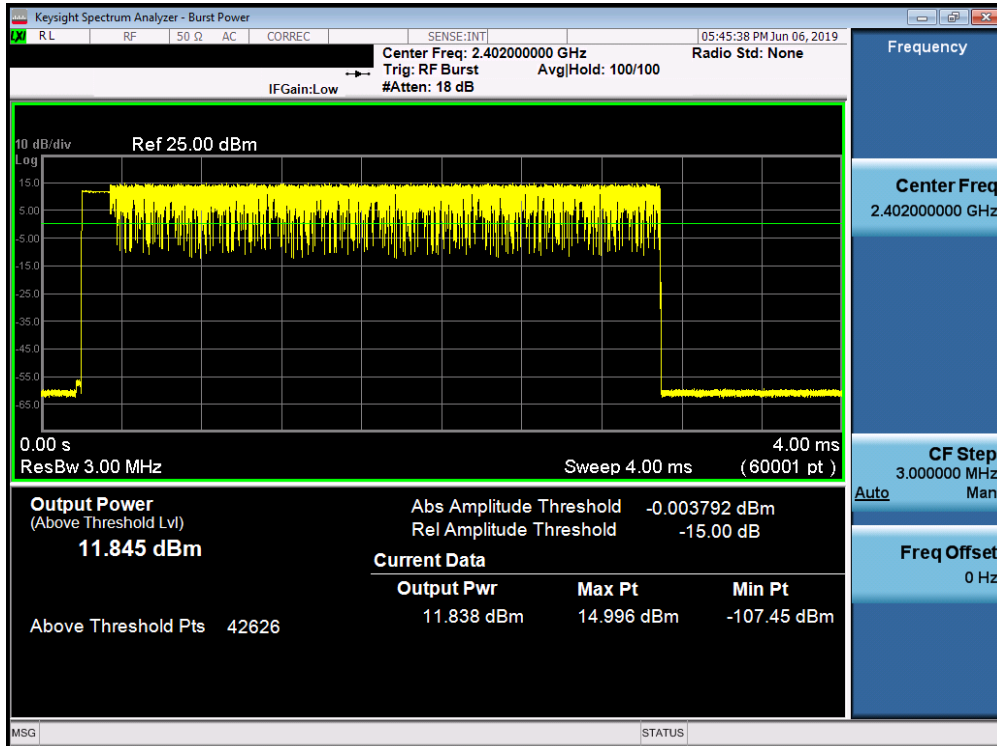 Keysight Spectrum Analyzer - Burst Power
LXI RL RF 50 Ω AC CORREC SENSE:INT 05:45:38 PM Jun 06, 2019
Center Freq: 2.402000000 GHz Radio Std: None
Trig: RF Burst Avg|Hold: 100/100
IFGain:Low #Atten: 18 dB
Frequency
10 dB/div Ref 25.00 dBm
Log
15.0
5.00
-5.00
-15.0
-25.0
-35.0
-45.0
-55.0
-65.0
0.00 s 4.00 ms
ResBw 3.00 MHz Sweep 4.00 ms (60001 pt)
Center Freq
2.402000000 GHz
CF Step
3.000000 MHz
Auto Man
Freq Offset
0 Hz
Output Power
(Above Threshold Lvl)
11.845 dBm
Above Threshold Pts 42626
Abs Amplitude Threshold -0.003792 dBm
Rel Amplitude Threshold -15.00 dB
Current Data
Output Pwr Max Pt Min Pt
11.838 dBm 14.996 dBm -107.45 dBm
MSG STATUS